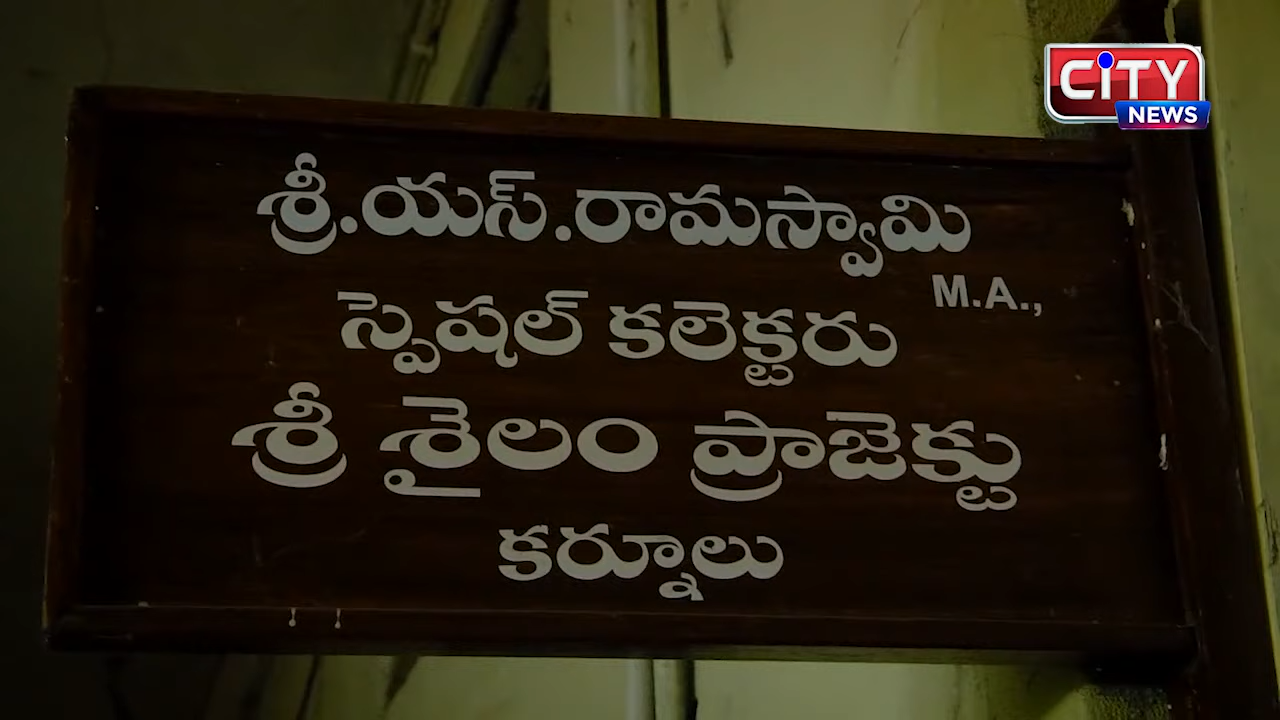 CiTY
NEWS
శ్రీ.యస్.రామస్వామి
M.A.,
స్పెషల్ కలెక్టరు
శ్రీ శైలం ప్రాజెక్టు
కర్నూలు